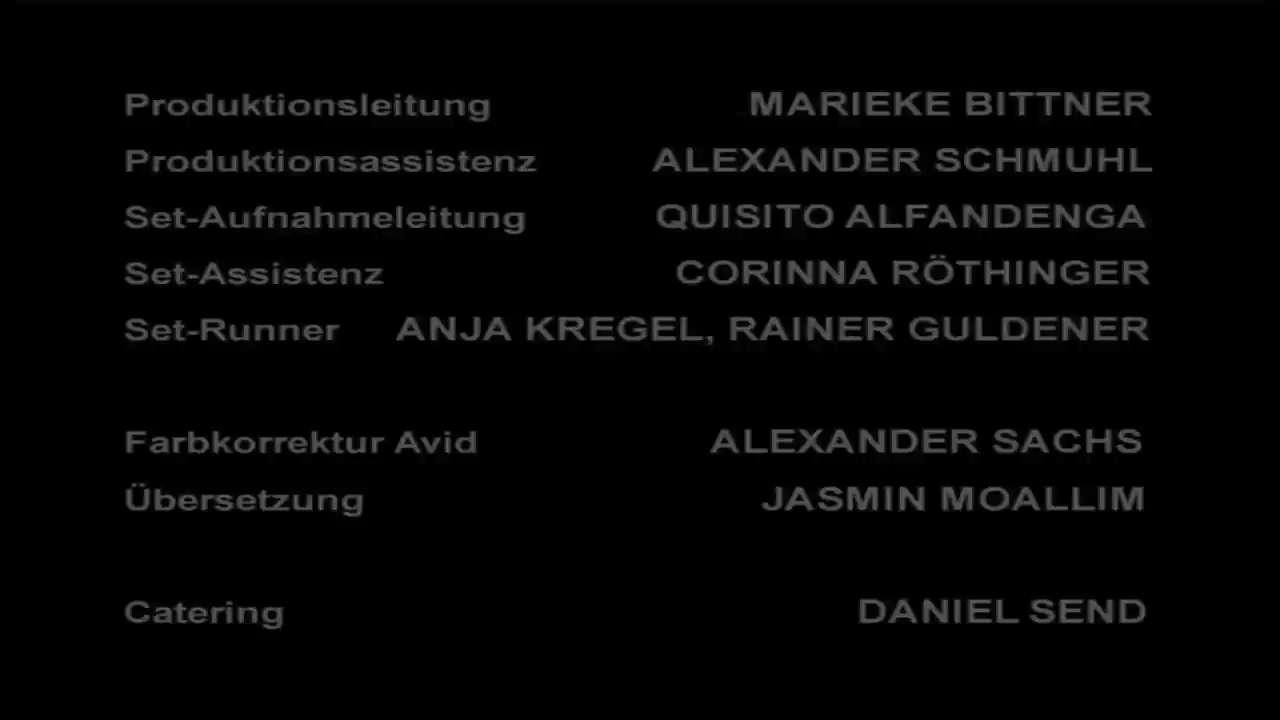 Produktionsleitung MARIEKE BITTNER
Produktionsassistenz ALEXANDER SCHMUHL
Set-Aufnahmeleitung QUISITO ALFANDENGA
Set-Assistenz CORINNA RÖTHINGER
Set-Runner ANJA KREGEL, RAINER GULDENER
Farbkorrektur Avid ALEXANDER SACHS
Übersetzung JASMIN MOALLIM
Catering DANIEL SEND